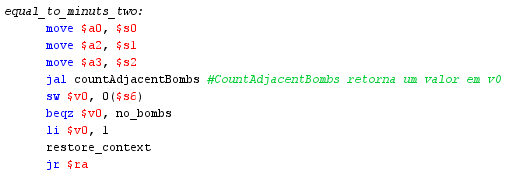 equal_to_minuts_two:
move $a0, $s0
move $a2, $s1
move $a3, $s2
jal countAdjacentBombs #CountAdjacentBombs retorna um valor em v0
sw $v0, 0($s6)
beqz $v0, no_bombs
li $v0, 1
restore_context
jr $ra